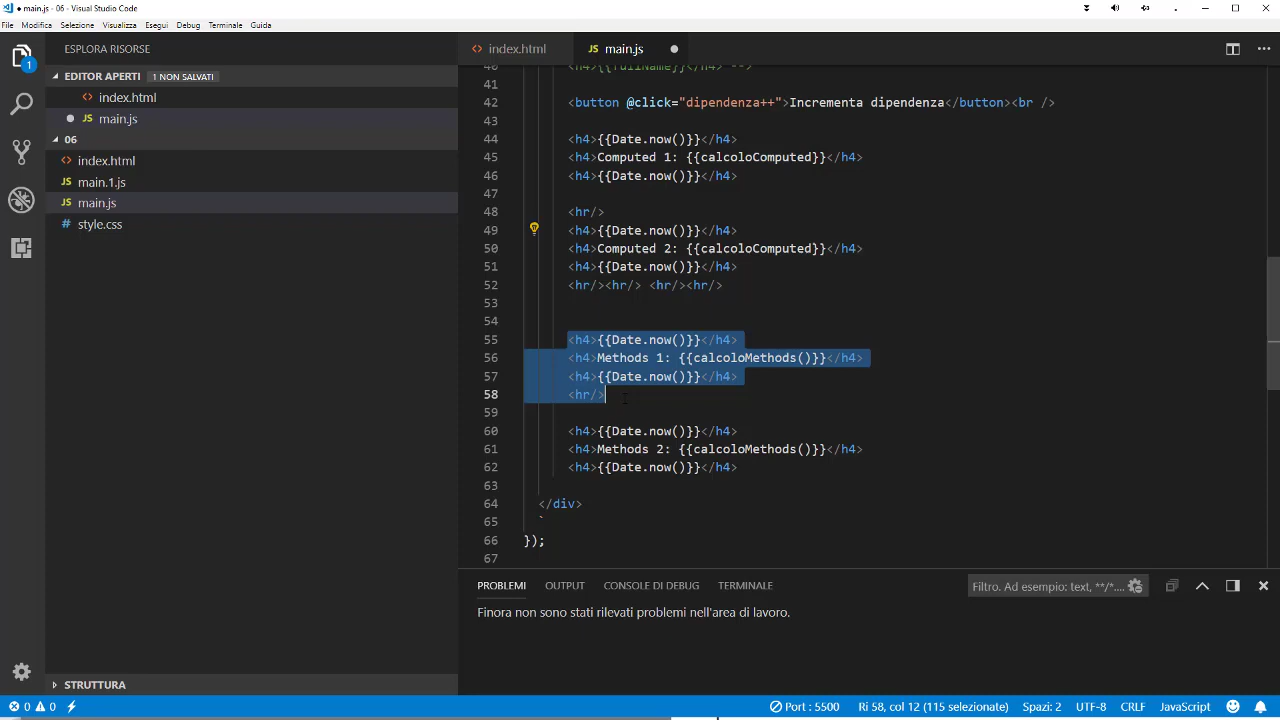 main.js - 06 - Visual Studio Code
File Modifica Selezione Visualizza Esegui Debug Terminale Guida
ESPLORA RISORSE
EDITOR APERTI 1 NON SALVATI
index.html
JS main.js
06
index.html
JS main.1.js
JS main.js
# style.css
STRUTTURA
index.html JS main.js
40 <h4>{{fullName}}</h4> -->
41
42 <button @click="dipendenza++">Incrementa dipendenza</button><br />
43
44 <h4>{{Date.now()}}</h4>
45 <h4>Computed 1: {{calcoloComputed}}</h4>
46 <h4>{{Date.now()}}</h4>
47
48 <hr/>
49 <h4>{{Date.now()}}</h4>
50 <h4>Computed 2: {{calcoloComputed}}</h4>
51 <h4>{{Date.now()}}</h4>
52 <hr/><hr/> <hr/><hr/>
53
54
55 <h4>{{Date.now()}}</h4>
56 <h4>Methods 1: {{calcoloMethods()}}</h4>
57 <h4>{{Date.now()}}</h4>
58 <hr/>
59
60 <h4>{{Date.now()}}</h4>
61 <h4>Methods 2: {{calcoloMethods()}}</h4>
62 <h4>{{Date.now()}}</h4>
63
64 </div>
65 `
66 });
67
PROBLEMI OUTPUT CONSOLE DI DEBUG TERMINALE Filtro. Ad esempio: text, **/*....
Finora non sono stati rilevati problemi nell'area di lavoro.
0 0 Port : 5500 Ri 58, col 12 (115 selezionate) Spazi: 2 UTF-8 CRLF JavaScript